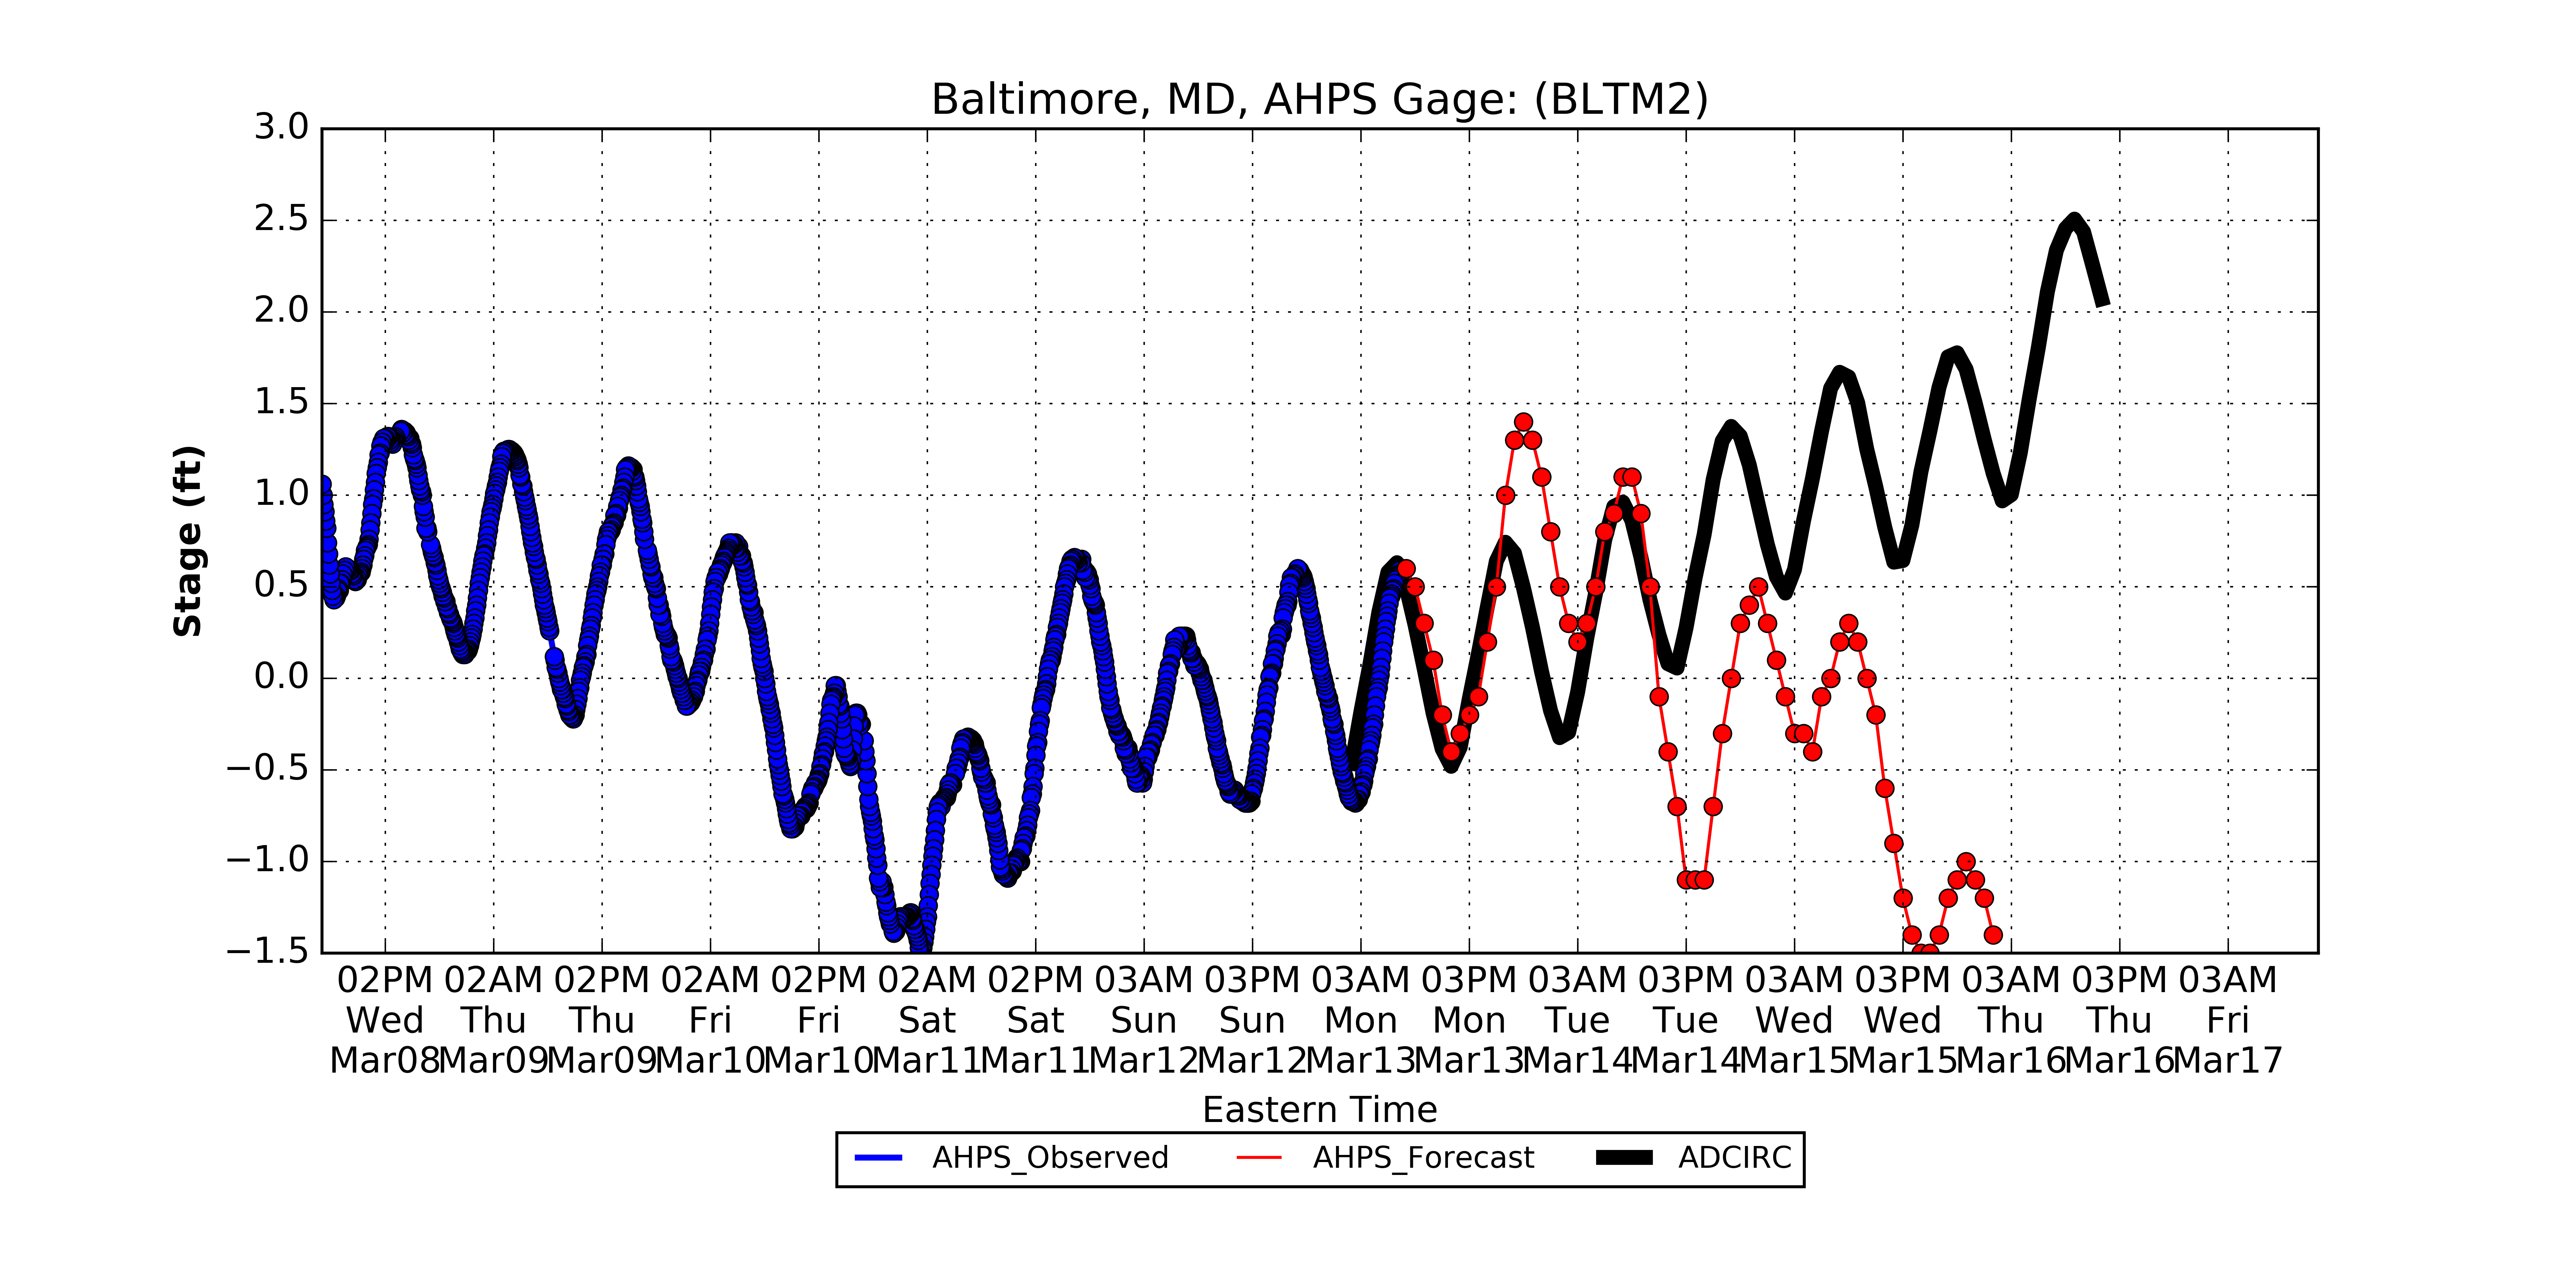 Baltimore, MD, AHPS Gage: (BLTM2)
3.0
2.5
2.0
1.5
1.0
0.5
0.0
−0.5
−1.0
−1.5
Stage (ft)
02PM 02AM 02PM 02AM 02PM 02AM 02PM 03AM 03PM 03AM 03PM 03AM 03PM 03AM 03PM 03AM 03PM 03AM
Wed Thu Thu Fri Fri Sat Sat Sun Sun Mon Mon Tue Tue Wed Wed Thu Thu Fri
Mar08 Mar09 Mar09 Mar10 Mar10 Mar11 Mar11 Mar12 Mar12 Mar13 Mar13 Mar14 Mar14 Mar15 Mar15 Mar16 Mar16 Mar17
Eastern Time
AHPS_Observed AHPS_Forecast ADCIRC